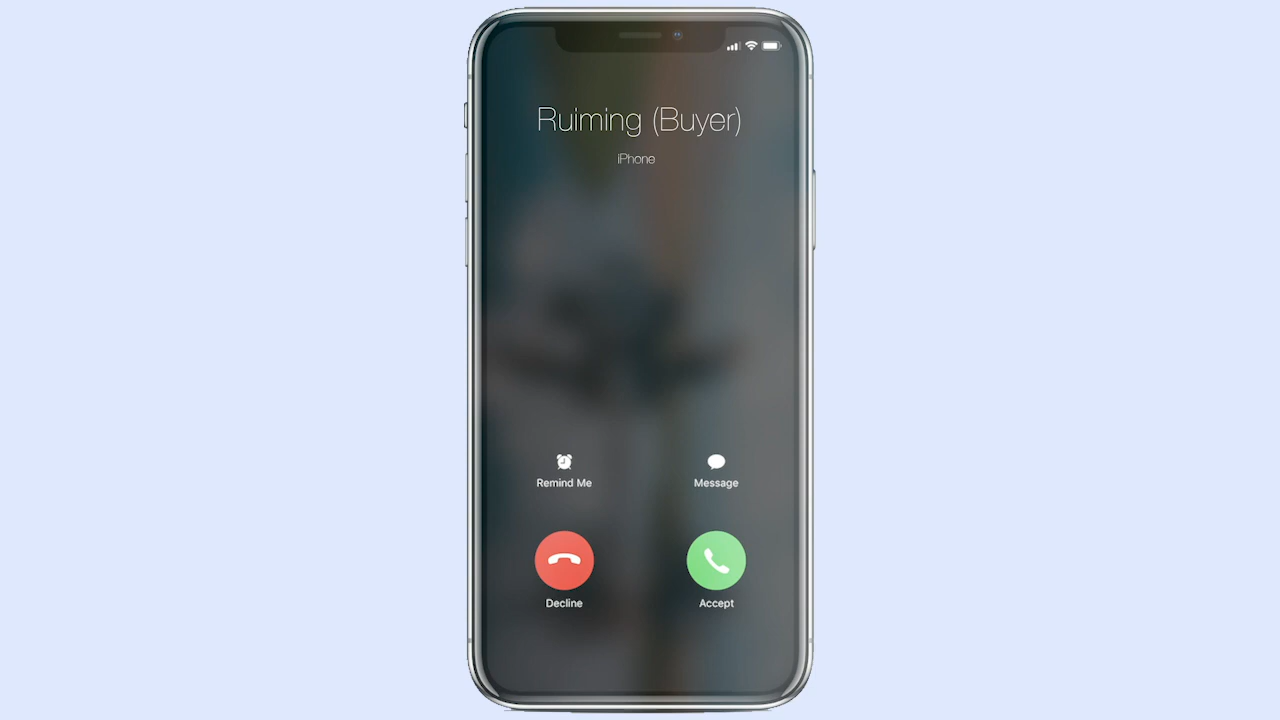 Ruiming (Buyer)
iPhone
Remind Me
Message
Decline
Accept